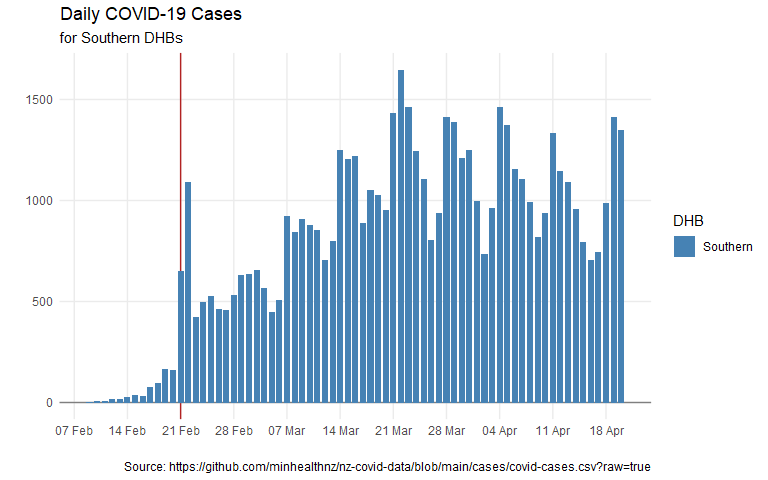 Daily COVID-19 Cases
for Southern DHBs
1500
1000
500
0
07 Feb 14 Feb 21 Feb 28 Feb 07 Mar 14 Mar 21 Mar 28 Mar 04 Apr 11 Apr 18 Apr
DHB
Southern
Source: https://github.com/minhealthnz/nz-covid-data/blob/main/cases/covid-cases.csv?raw=true